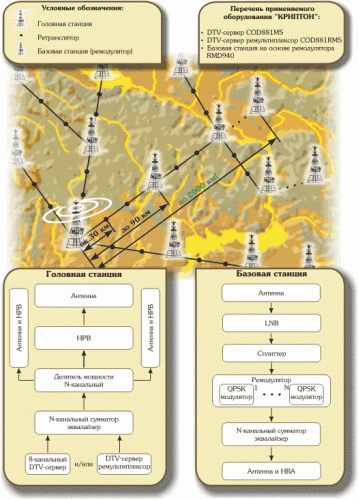 Условные обозначения:
Головная станция
Ретранслятор
Базовая станция (ремодулятор)
Перечень применяемого
оборудования "КРИПТОН":
DTV-сервер COD881MS
DTV-сервер ремультиплексор COD881RMS
Базовая станция на основе ремодулятора
RMD940
до 30 км
до 90 км
до 2000 км
Головная станция
Антенна
НРВ
Антенна и НРВ
Антенна и НРВ
Делитель мощности
N-канальный
N-канальный сумматор
эквалайзер
8-канальный
DTV-сервер
и/или
DTV-сервер
ремультиплексор
Базовая станция
Антенна
LNB
Сплиттер
Ремодулятор
QPSK
модулятор
1
N
QPSK
модулятор
N-канальный сумматор
эквалайзер
Антенна и НВА